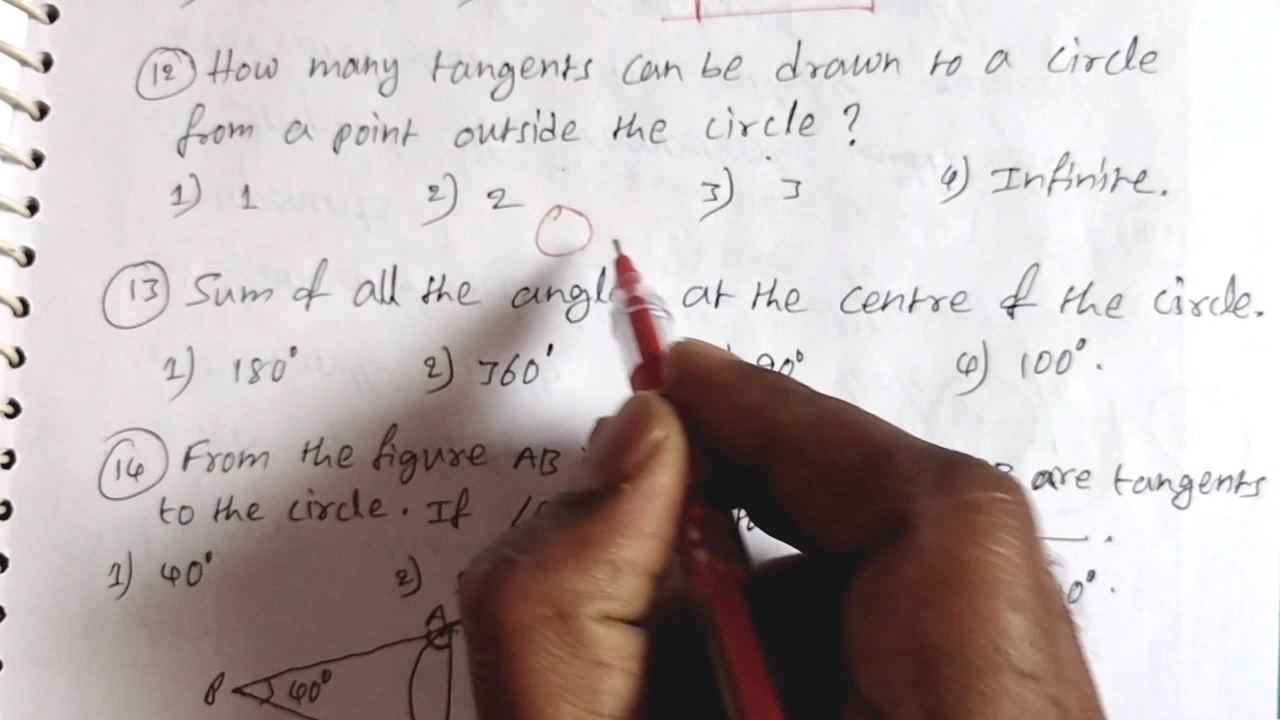 12 How many tangents can be drawn to a circle
from a point outside the circle ?
1) 1 2) 2 3) 3 4) Infinite.
13 Sum of all the at the centre of the circle.
1) 180° 2) 360° 90° 4) 100°.
14 From the figure AB are tangents
to the circle. If
1) 40° 2)
A
P 40°